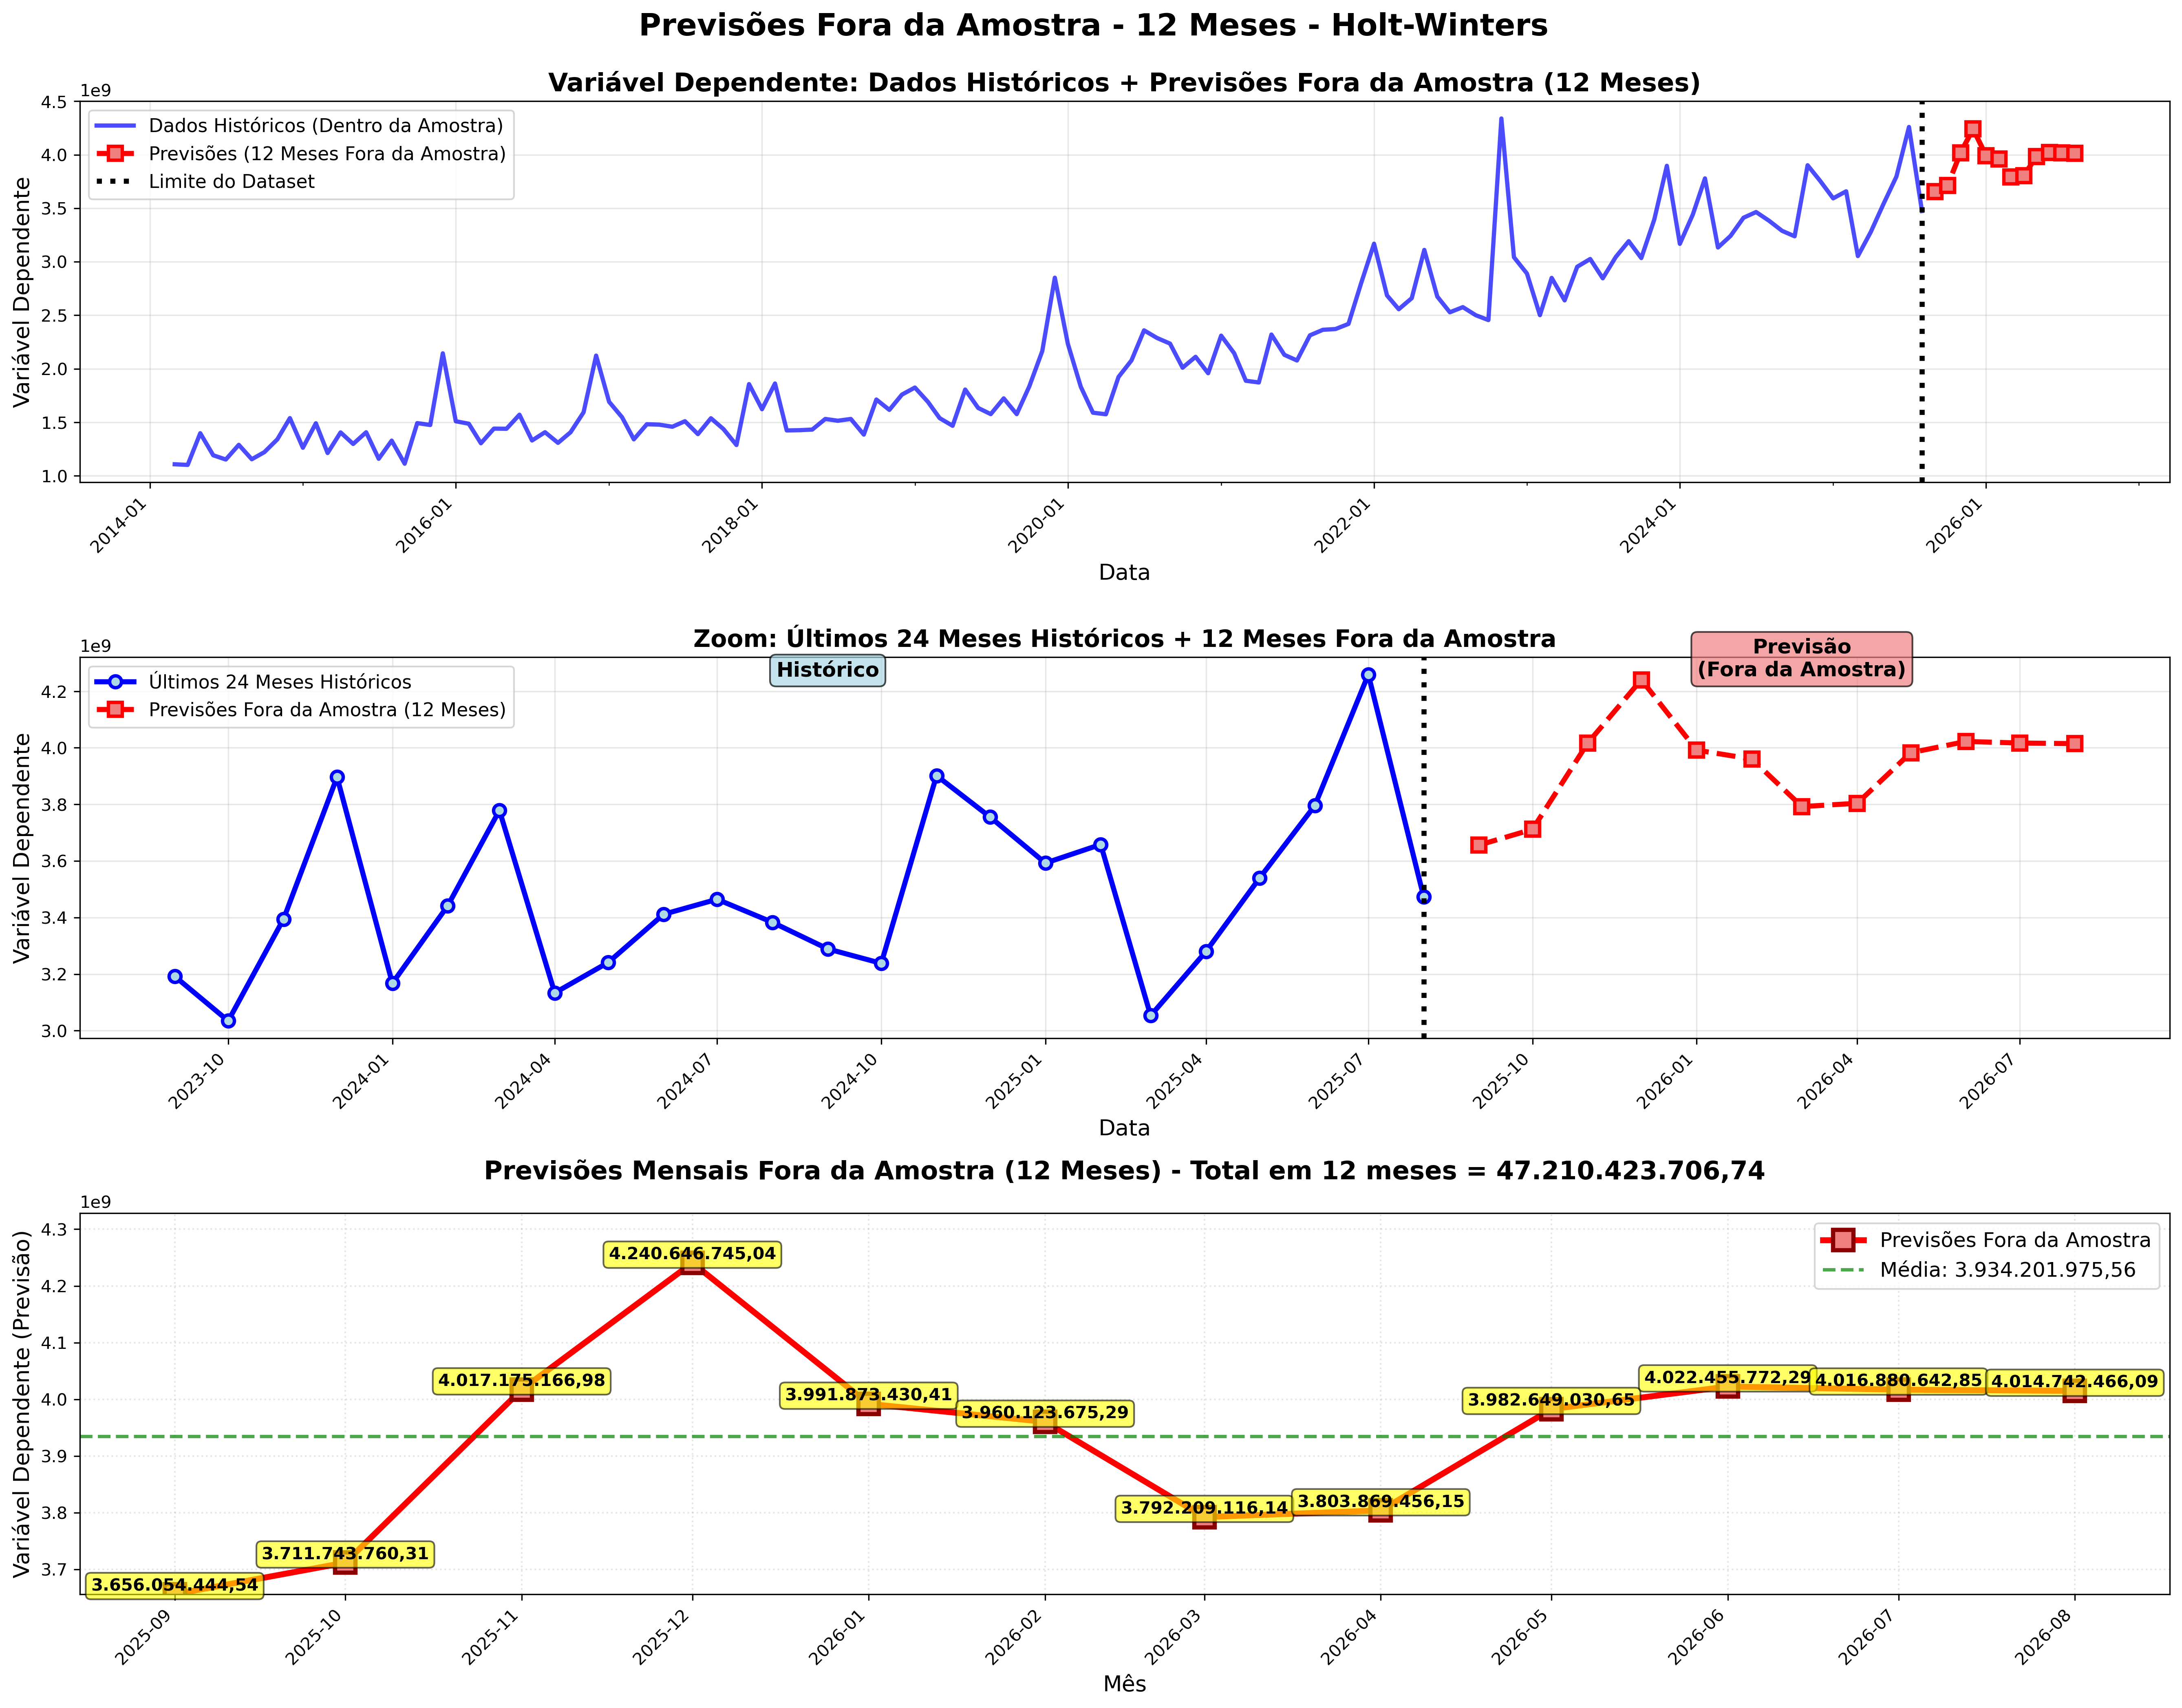 Previsões Fora da Amostra - 12 Meses - Holt-Winters
Variável Dependente: Dados Históricos + Previsões Fora da Amostra (12 Meses)
1e9
Dados Históricos (Dentro da Amostra)
Previsões (12 Meses Fora da Amostra)
Limite do Dataset
Variável Dependente
4.5
4.0
3.5
3.0
2.5
2.0
1.5
1.0
2014-01
2016-01
2018-01
2020-01
2022-01
2024-01
2026-01
Data
Zoom: Últimos 24 Meses Históricos + 12 Meses Fora da Amostra
1e9
Últimos 24 Meses Históricos
Previsões Fora da Amostra (12 Meses)
Histórico
Previsão
(Fora da Amostra)
Variável Dependente
4.2
4.0
3.8
3.6
3.4
3.2
3.0
2023-10
2024-01
2024-04
2024-07
2024-10
2025-01
2025-04
2025-07
2025-10
2026-01
2026-04
2026-07
Data
Previsões Mensais Fora da Amostra (12 Meses) - Total em 12 meses = 47.210.423.706,74
1e9
Previsões Fora da Amostra
Média: 3.934.201.975,56
Variável Dependente (Previsão)
4.3
4.2
4.1
4.0
3.9
3.8
3.7
3.656.054.444,54
3.711.743.760,31
4.017.175.166,98
4.240.646.745,04
3.991.873.430,41
3.960.123.675,29
3.792.209.116,14
3.803.869.456,15
3.982.649.030,65
4.022.455.772,29
4.016.880.642,85
4.014.742.466,09
2025-09
2025-10
2025-11
2025-12
2026-01
2026-02
2026-03
2026-04
2026-05
2026-06
2026-07
2026-08
Mês